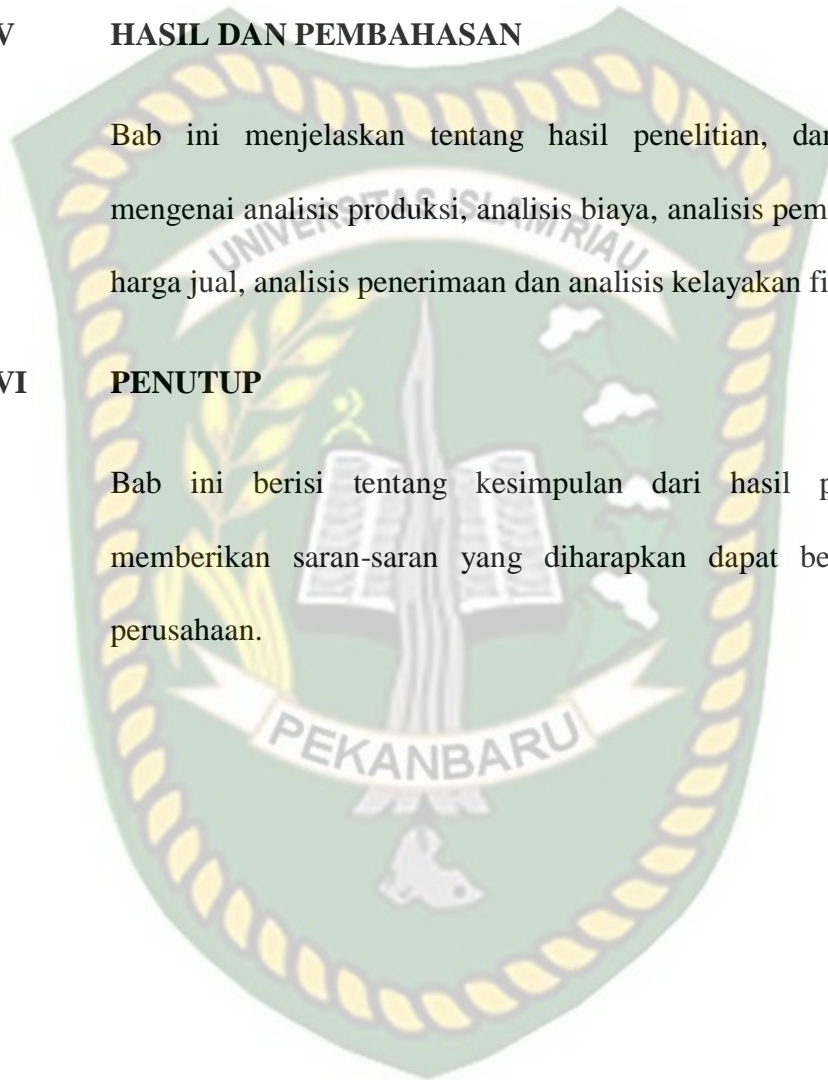 V HASIL DAN PEMBAHASAN
Bab ini menjelaskan tentang hasil penelitian, dan
mengenai analisis produksi, analisis biaya, analisis pem
UNIVERSITAS ISLAM RIAU
harga jual, analisis penerimaan dan analisis kelayakan fi
VI PENUTUP
Bab ini berisi tentang kesimpulan dari hasil p
memberikan saran-saran yang diharapkan dapat be
perusahaan.
PEKANBARU